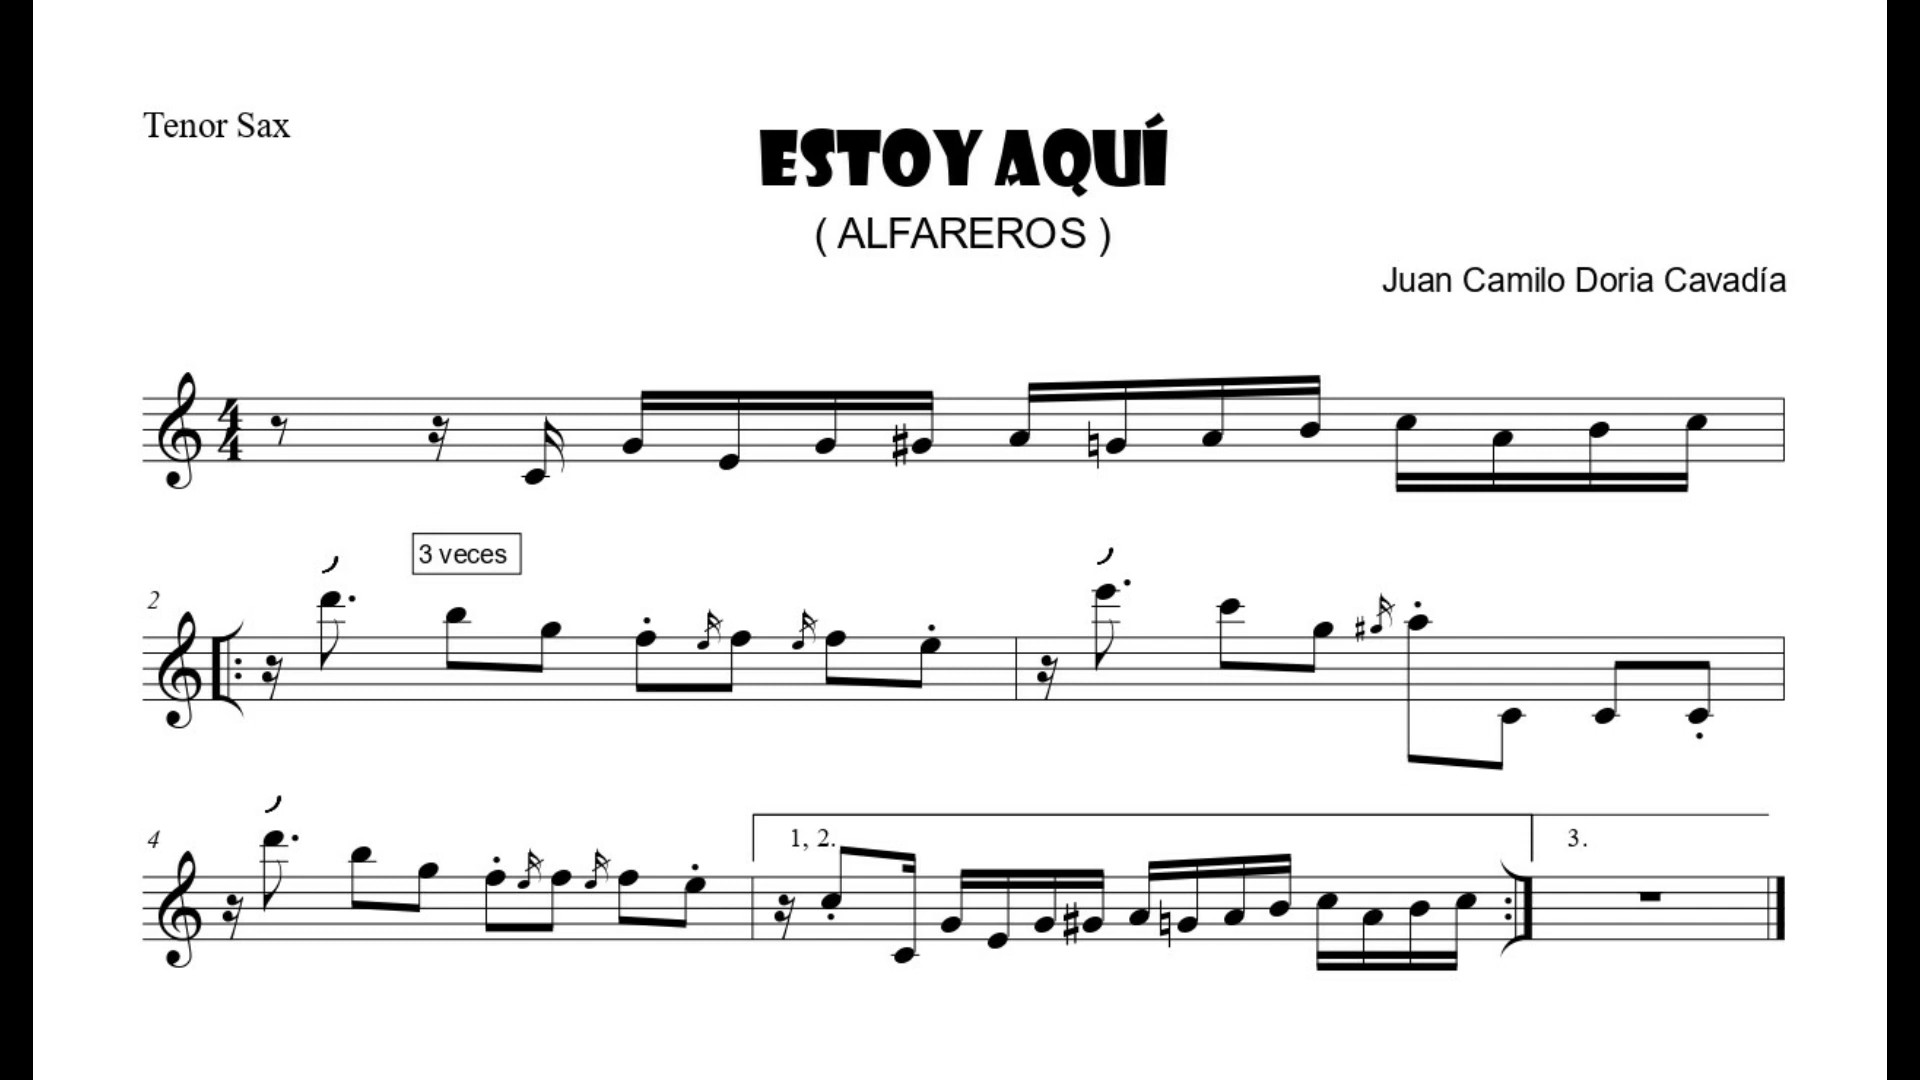 Tenor Sax
ESTOY AQUÍ
( ALFAREROS )
Juan Camilo Doria Cavadía
4
4
3 veces
2
4
1, 2.
3.